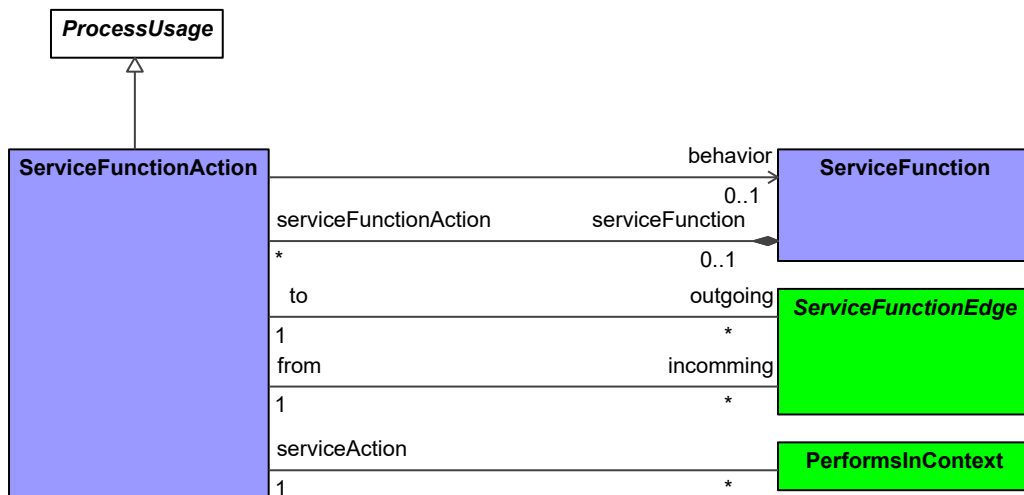 ProcessUsage
ServiceFunctionAction
behavior
ServiceFunction
0..1
serviceFunctionAction
serviceFunction
*
0..1
to
outgoing
ServiceFunctionEdge
1
*
from
incomming
1
*
serviceAction
PerformsInContext
1
*